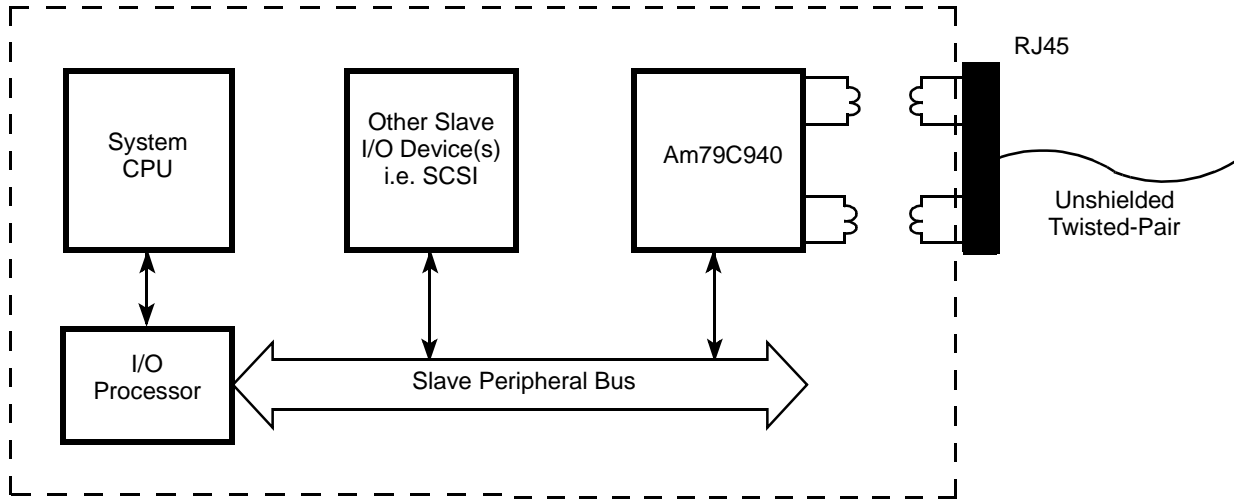 RJ45
System
CPU
Other Slave
I/O Device(s)
i.e. SCSI
Am79C940
Unshielded
Twisted-Pair
I/O
Processor
Slave Peripheral Bus